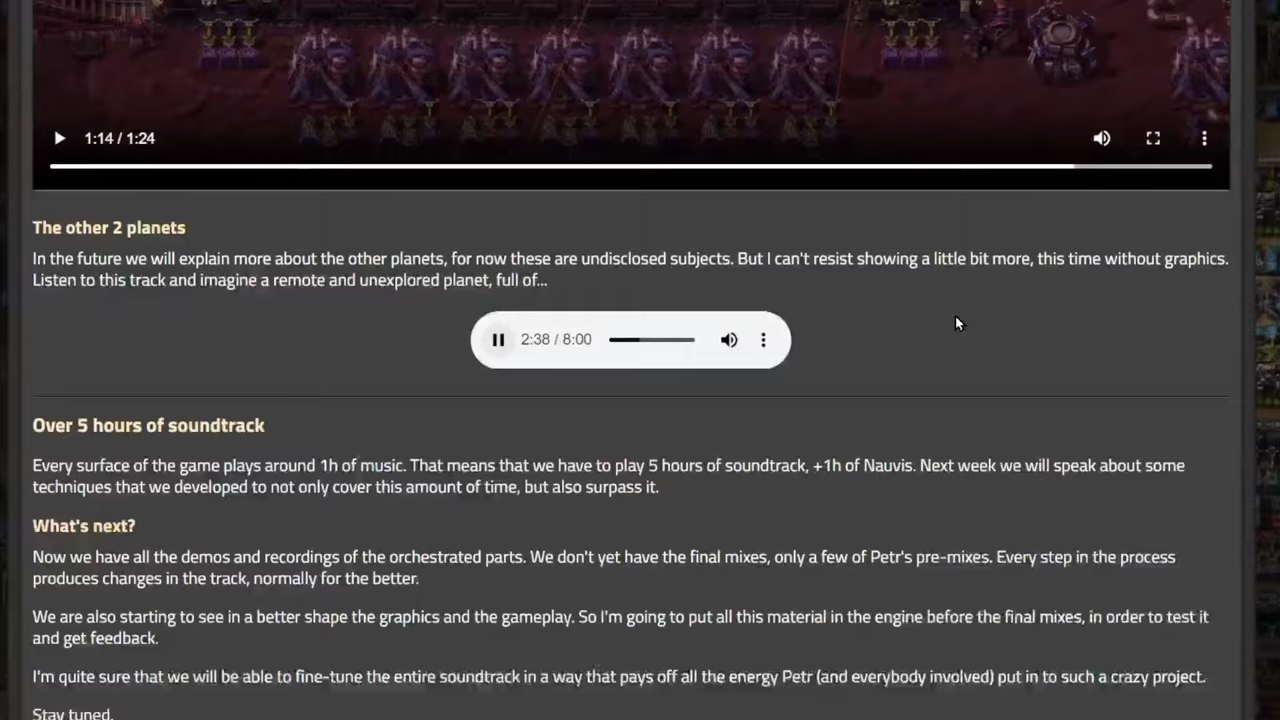 1:14 / 1:24
The other 2 planets
In the future we will explain more about the other planets, for now these are undisclosed subjects. But I can't resist showing a little bit more, this time without graphics.
Listen to this track and imagine a remote and unexplored planet, full of...
2:38 / 8:00
Over 5 hours of soundtrack
Every surface of the game plays around 1h of music. That means that we have to play 5 hours of soundtrack, +1h of Nauvis. Next week we will speak about some
techniques that we developed to not only cover this amount of time, but also surpass it.
What's next?
Now we have all the demos and recordings of the orchestrated parts. We don't yet have the final mixes, only a few of Petr's pre-mixes. Every step in the process
produces changes in the track, normally for the better.
We are also starting to see in a better shape the graphics and the gameplay. So I'm going to put all this material in the engine before the final mixes, in order to test it
and get feedback.
I'm quite sure that we will be able to fine-tune the entire soundtrack in a way that pays off all the energy Petr (and everybody involved) put in to such a crazy project.
Stay tuned.